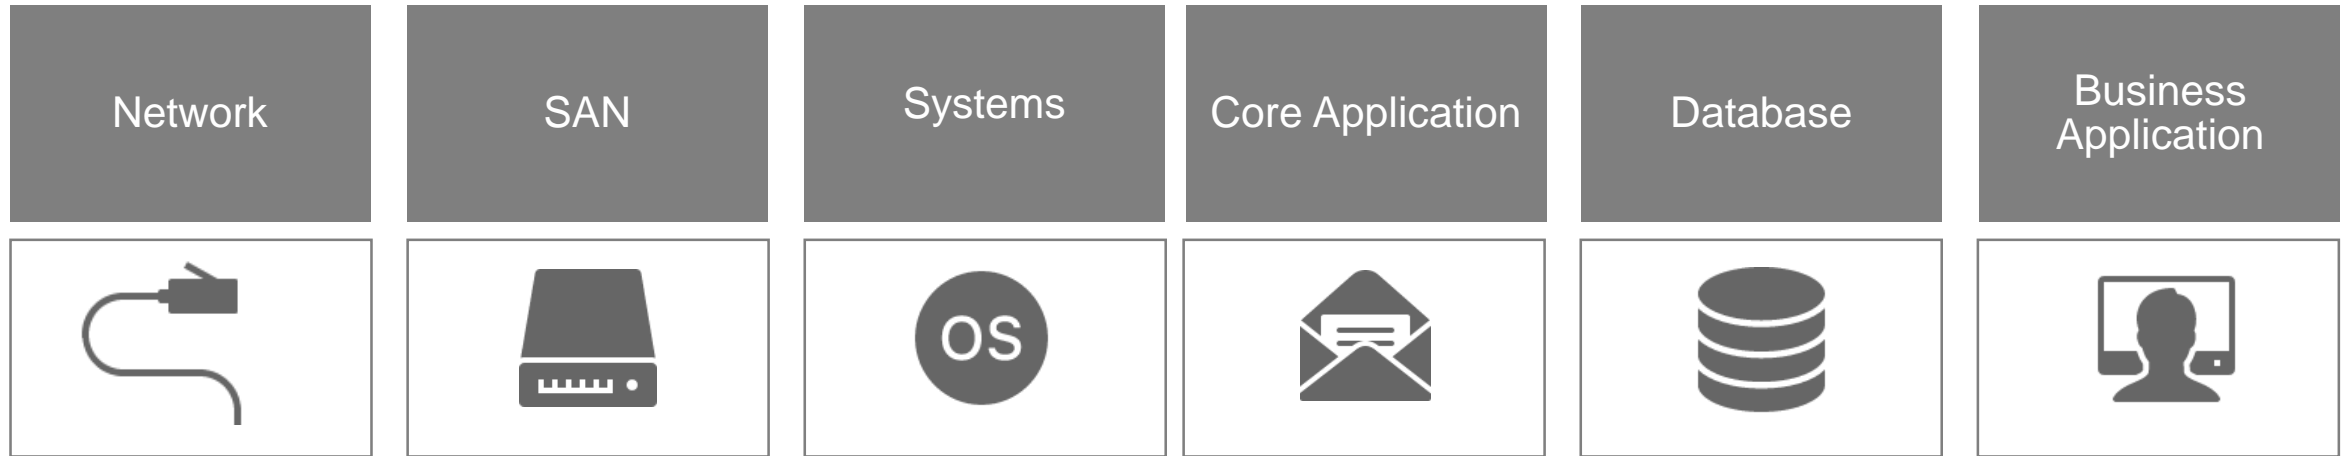 Network
SAN
Systems
Core Application
Database
Business
Application
OS